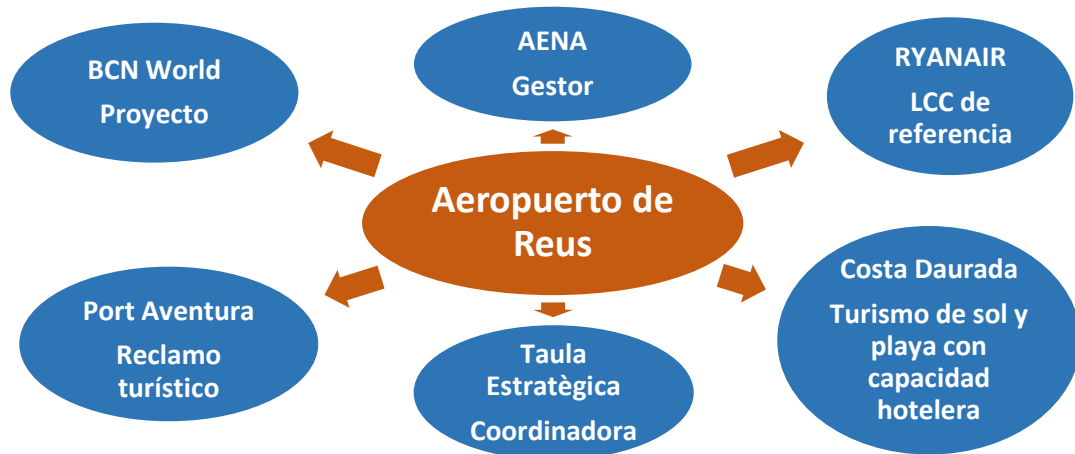 BCN World
Proyecto
AENA
Gestor
RYANAIR
LCC de
referencia
Aeropuerto de
Reus
Port Aventura
Reclamo
turístico
Taula
Estratègica
Coordinadora
Costa Daurada
Turismo de sol y
playa con
capacidad
hotelera